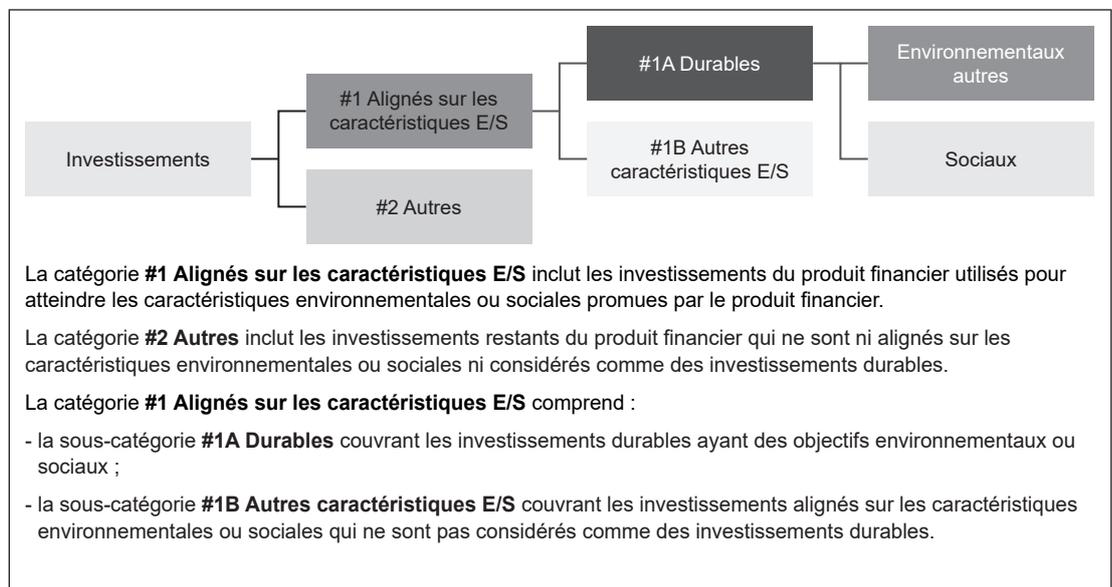 #1A Durables
Environnementaux
autres
#1 Alignés sur les
caractéristiques E/S
Investissements
#1B Autres
caractéristiques E/S
Sociaux
#2 Autres
La catégorie #1 Alignés sur les caractéristiques E/S inclut les investissements du produit financier utilisés pour
atteindre les caractéristiques environnementales ou sociales promues par le produit financier.
La catégorie #2 Autres inclut les investissements restants du produit financier qui ne sont ni alignés sur les
caractéristiques environnementales ou sociales ni considérés comme des investissements durables.
La catégorie #1 Alignés sur les caractéristiques E/S comprend :
- la sous-catégorie #1A Durables couvrant les investissements durables ayant des objectifs environnementaux ou
sociaux ;
- la sous-catégorie #1B Autres caractéristiques E/S couvrant les investissements alignés sur les caractéristiques
environnementales ou sociales qui ne sont pas considérés comme des investissements durables.